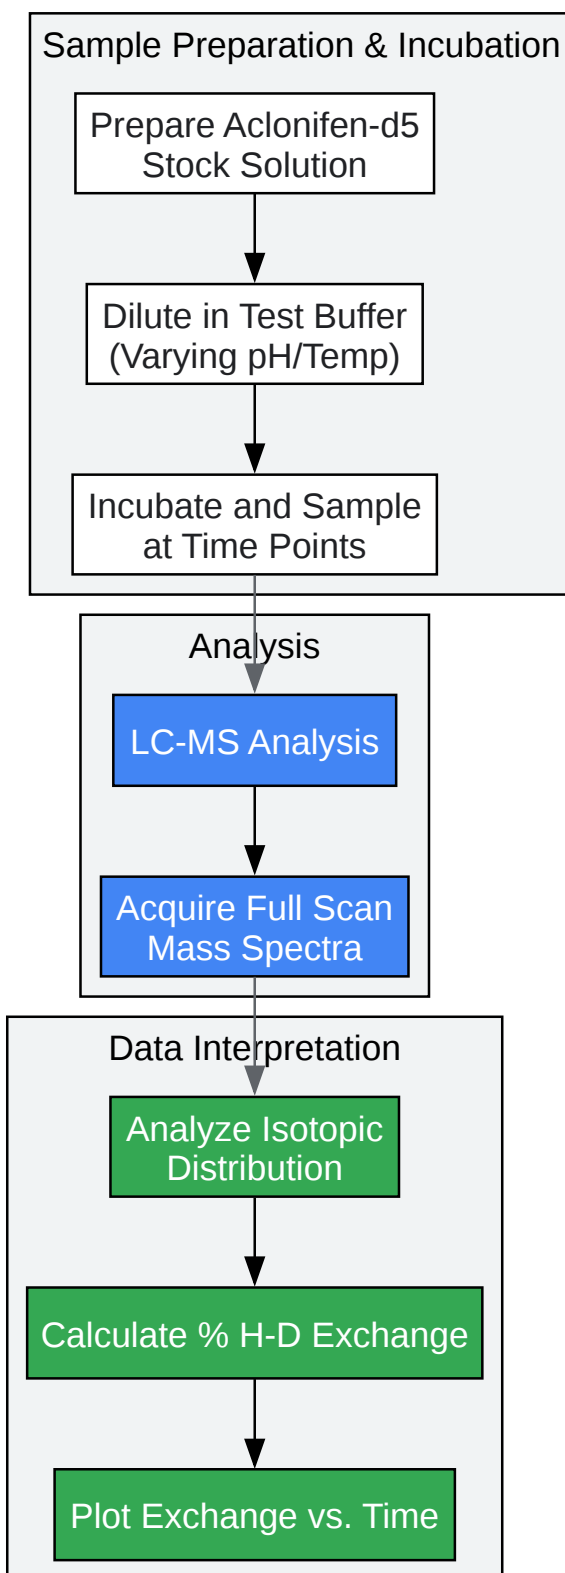 Sample Preparation & Incubation
Prepare Aclonifen-d5
Stock Solution
Dilute in Test Buffer
(Varying pH/Temp)
Incubate and Sample
at Time Points
Analysis
LC-MS Analysis
Acquire Full Scan
Mass Spectra
Data Interpretation
Analyze Isotopic
Distribution
Calculate % H-D Exchange
Plot Exchange vs. Time